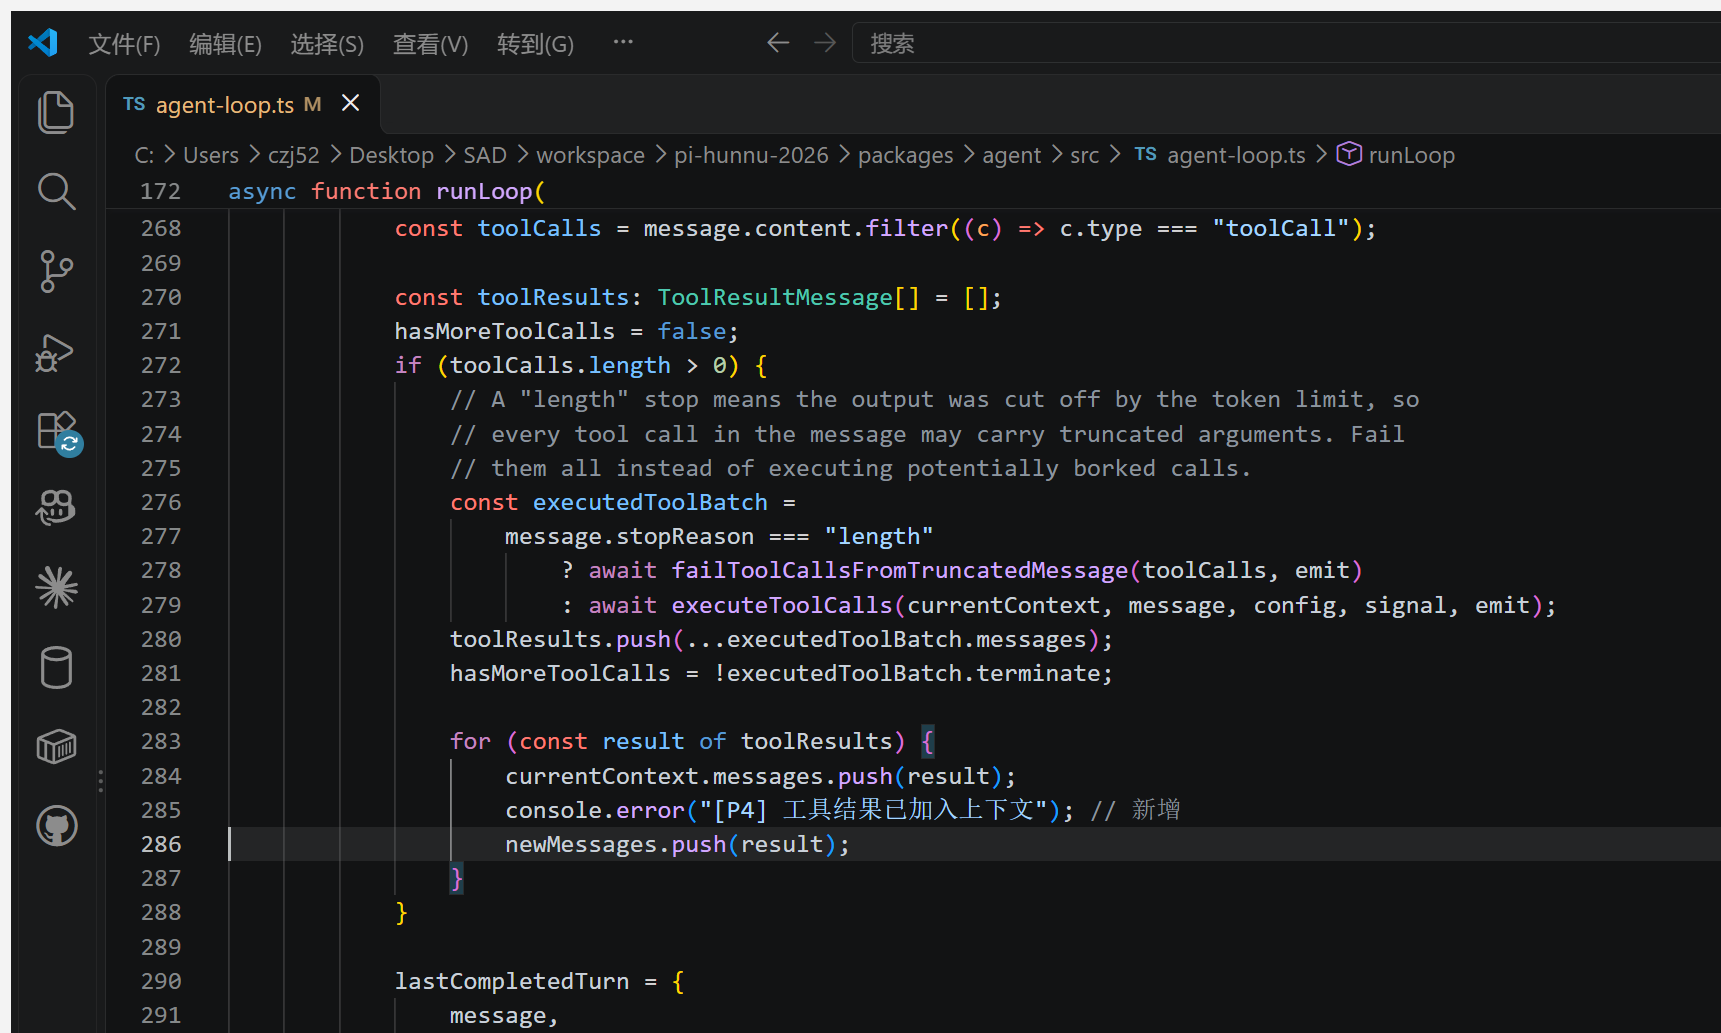 文件(F) 编辑(E) 选择(S) 查看(V) 转到(G) ··· 搜索
TS agent-loop.ts M
C: > Users > czj52 > Desktop > SAD > workspace > pi-hunnu-2026 > packages > agent > src > TS agent-loop.ts > runLoop
172 async function runLoop(
268 const toolCalls = message.content.filter((c) => c.type === "toolCall");
269
270 const toolResults: ToolResultMessage[] = [];
271 hasMoreToolCalls = false;
272 if (toolCalls.length > 0) {
273 // A "length" stop means the output was cut off by the token limit, so
274 // every tool call in the message may carry truncated arguments. Fail
275 // them all instead of executing potentially borked calls.
276 const executedToolBatch =
277 message.stopReason === "length"
278 ? await failToolCallsFromTruncatedMessage(toolCalls, emit)
279 : await executeToolCalls(currentContext, message, config, signal, emit);
280 toolResults.push(...executedToolBatch.messages);
281 hasMoreToolCalls = !executedToolBatch.terminate;
282
283 for (const result of toolResults) {
284 currentContext.messages.push(result);
285 console.error("[P4] 工具结果已加入上下文"); // 新增
286 newMessages.push(result);
287 }
288 }
289
290 lastCompletedTurn = {
291 message,